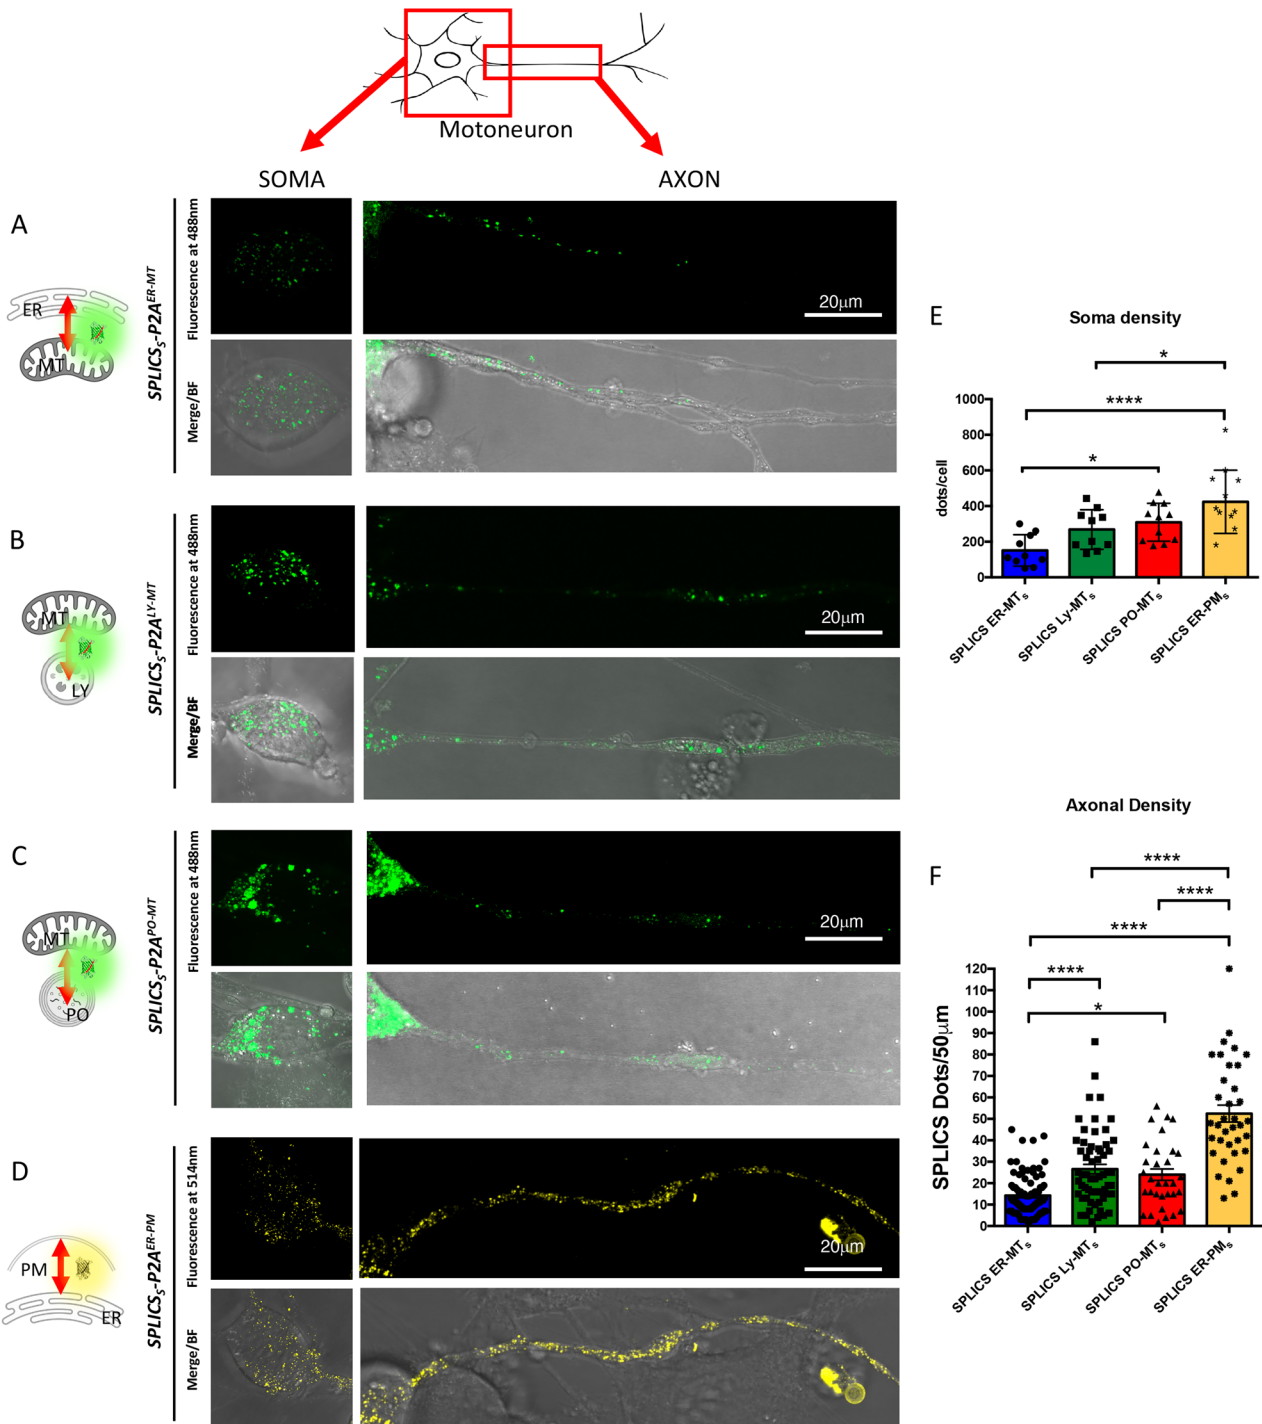 Motoneuron
SOMA
AXON
A
ER
MT
SPLICSS-P2AER-MT
Fluorescence at 488nm
Merge/BF
20μm
B
MT
LY
SPLICSS-P2ALY-MT
Fluorescence at 488nm
Merge/BF
20μm
C
MT
PO
SPLICSS-P2APO-MT
Fluorescence at 488nm
20μm
D
PM
ER
SPLICSS-P2AER-PM
Fluorescence at 514nm
Merge/BF
20μm
E
Soma density
*
****
*
dots/cell
1000
800
600
400
200
0
SPLICS ER-MTS
SPLICS Ly-MTS
SPLICS PO-MTS
SPLICS ER-PMS
Axonal Density
F
****
****
****
****
*
SPLICS Dots/50μm
120
110
100
90
80
70
60
50
40
30
20
10
0
SPLICS ER-MTS
SPLICS Ly-MTS
SPLICS PO-MTS
SPLICS ER-PMS